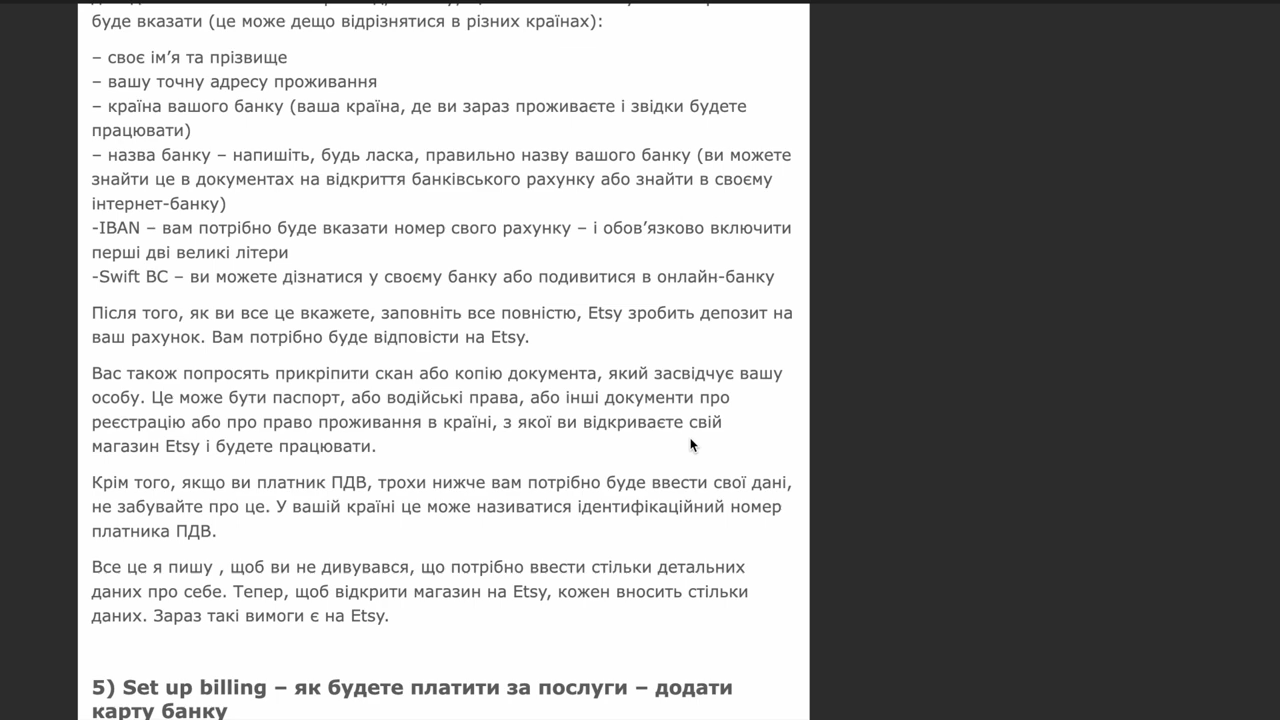 буде вказати (це може дещо відрізнятися в різних країнах):
– своє ім’я та прізвище
– вашу точну адресу проживання
– країна вашого банку (ваша країна, де ви зараз проживаєте і звідки будете
працювати)
– назва банку – напишіть, будь ласка, правильно назву вашого банку (ви можете
знайти це в документах на відкриття банківського рахунку або знайти в своєму
інтернет-банку)
-IBAN – вам потрібно буде вказати номер свого рахунку – і обов’язково включити
перші дві великі літери
-Swift BC – ви можете дізнатися у своєму банку або подивитися в онлайн-банку
Після того, як ви все це вкажете, заповніть все повністю, Etsy зробить депозит на
ваш рахунок. Вам потрібно буде відповісти на Etsy.
Вас також попросять прикріпити скан або копію документа, який засвідчує вашу
особу. Це може бути паспорт, або водійські права, або інші документи про
реєстрацію або про право проживання в країні, з якої ви відкриваєте свій
магазин Etsy і будете працювати.
Крім того, якщо ви платник ПДВ, трохи нижче вам потрібно буде ввести свої дані,
не забувайте про це. У вашій країні це може називатися ідентифікаційний номер
платника ПДВ.
Все це я пишу , щоб ви не дивувався, що потрібно ввести стільки детальних
даних про себе. Тепер, щоб відкрити магазин на Etsy, кожен вносить стільки
даних. Зараз такі вимоги є на Etsy.
5) Set up billing – як будете платити за послуги – додати
карту банку